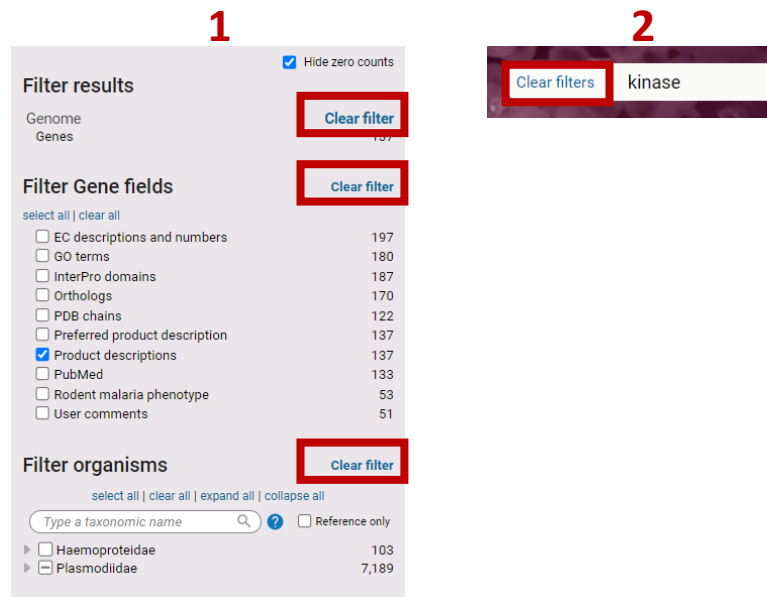 1
2
Hide zero counts
Filter results
Genome Clear filter
Genes 137
Filter Gene fields Clear filter
select all | clear all
EC descriptions and numbers 197
GO terms 180
InterPro domains 187
Orthologs 170
PDB chains 122
Preferred product description 137
Product descriptions 137
PubMed 133
Rodent malaria phenotype 53
User comments 51
Filter organisms Clear filter
select all | clear all | expand all | collapse all
Type a taxonomic name ? Reference only
Haemoproteidae 103
Plasmodiidae 7,189
Clear filters kinase